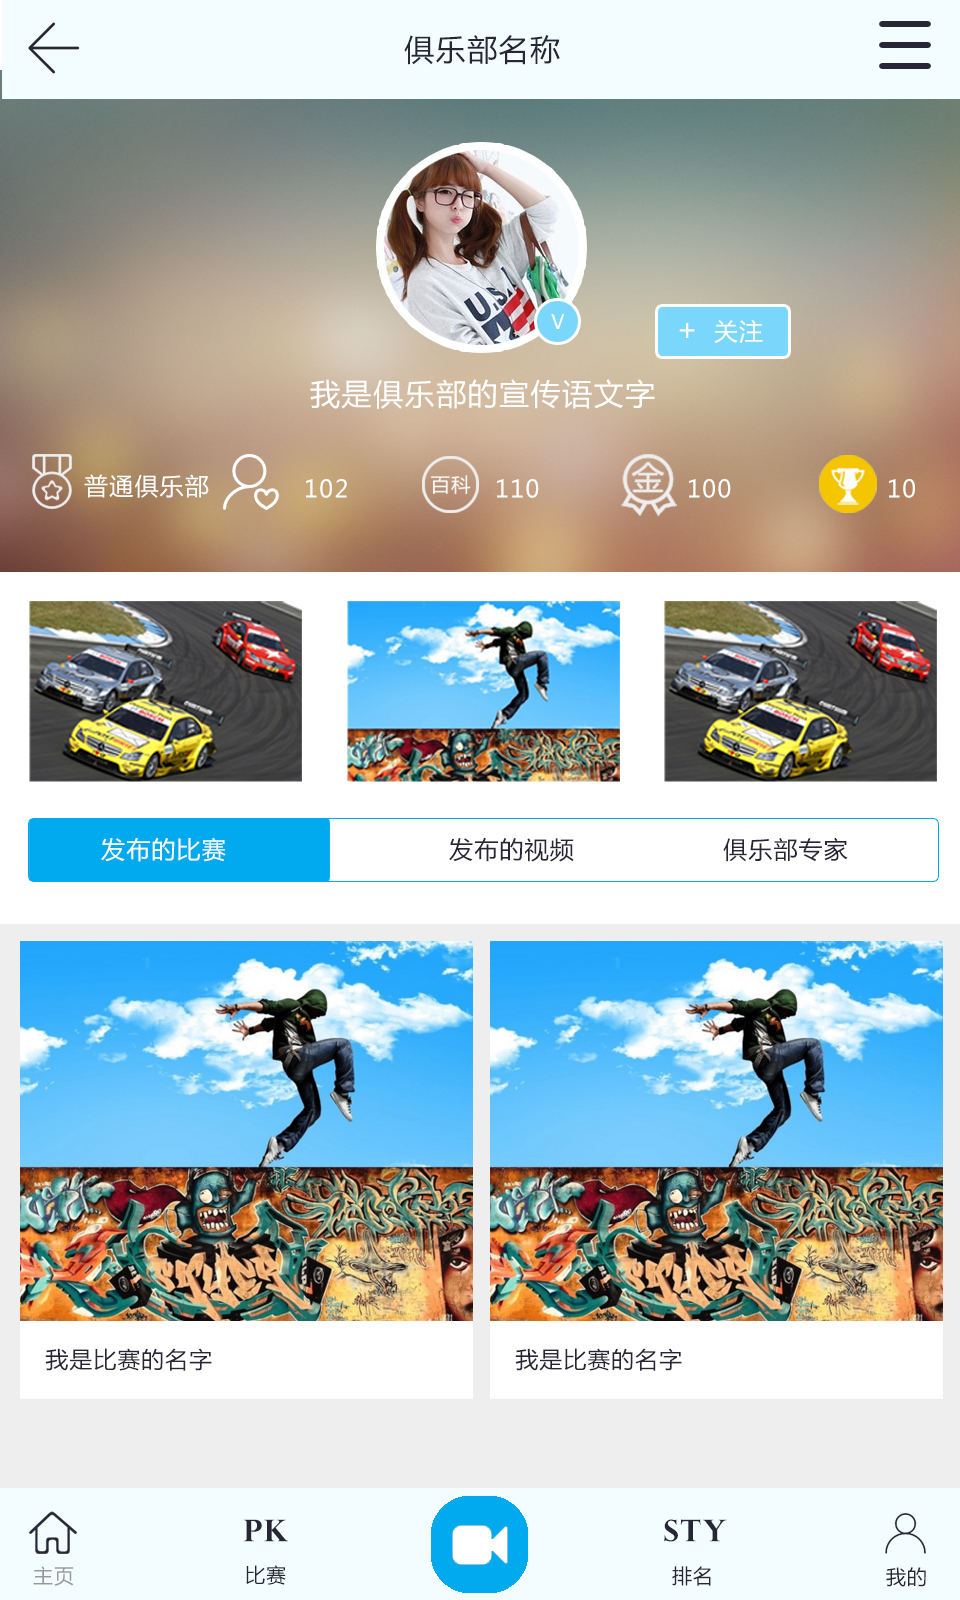 俱乐部名称
U.S.
V
+ 关注
我是俱乐部的宣传语文字
普通俱乐部 102 百科 110 金 100 10
发布的比赛 发布的视频 俱乐部专家
我是比赛的名字 我是比赛的名字
PK STY
主页 比赛 排名 我的